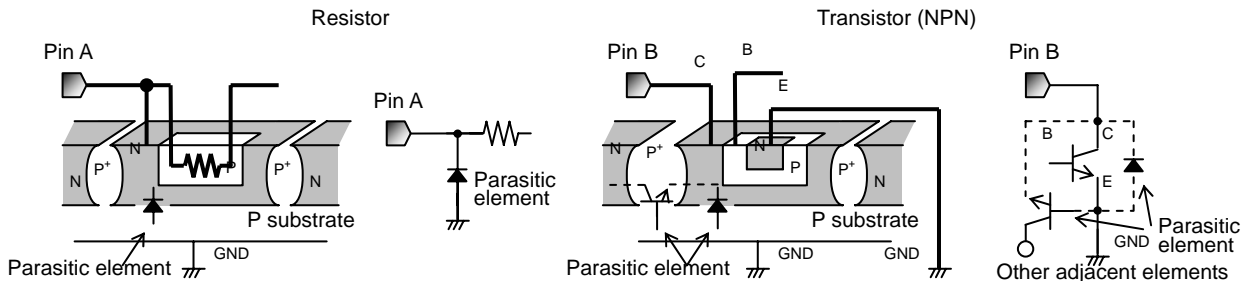 Resistor
Transistor (NPN)
Pin A
N
P+
N
P
P+
N
P substrate
GND
Parasitic element
Pin A
Parasitic
element
Pin B
C
B
E
N
P+
N
P
P+
N
P substrate
GND
GND
Parasitic element
Pin B
B
C
E
GND
Parasitic
element
Other adjacent elements